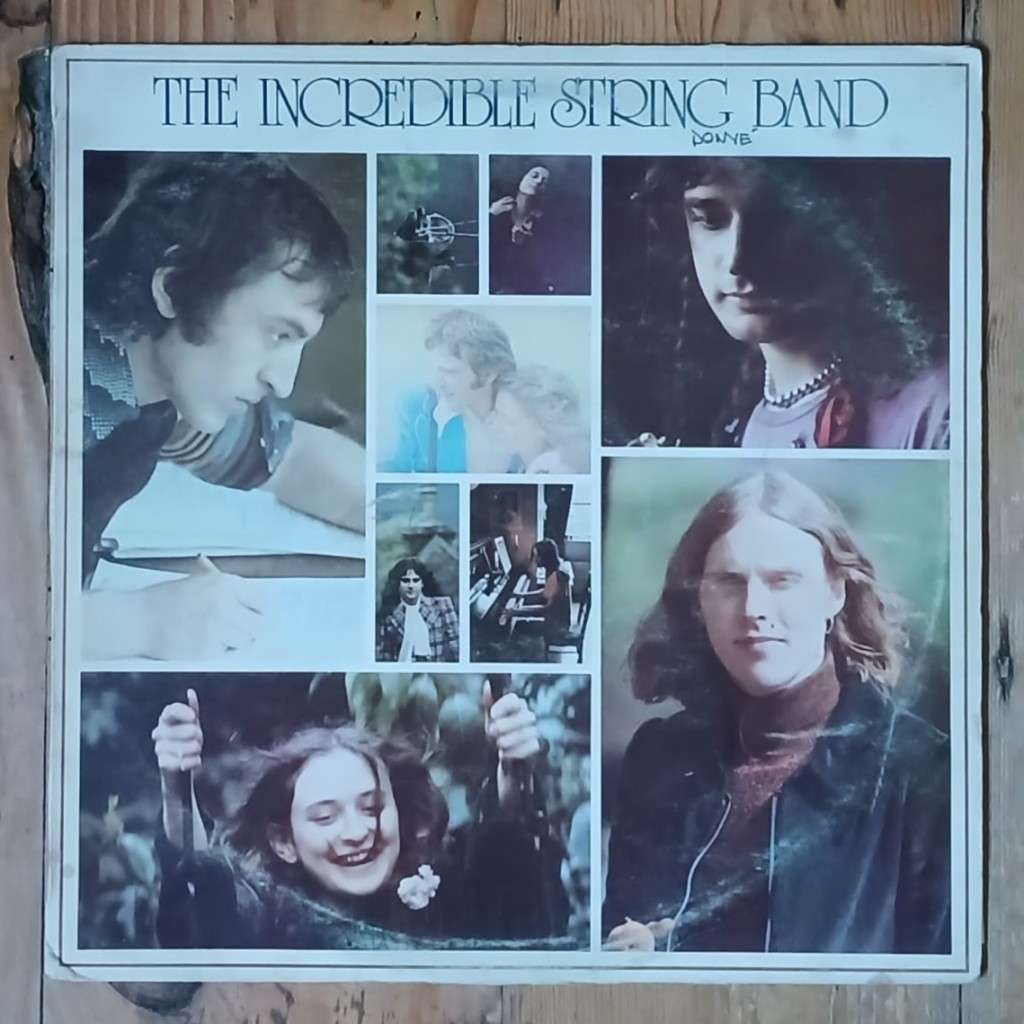 THE INCREDIBLE STRING BAND
DONYE'